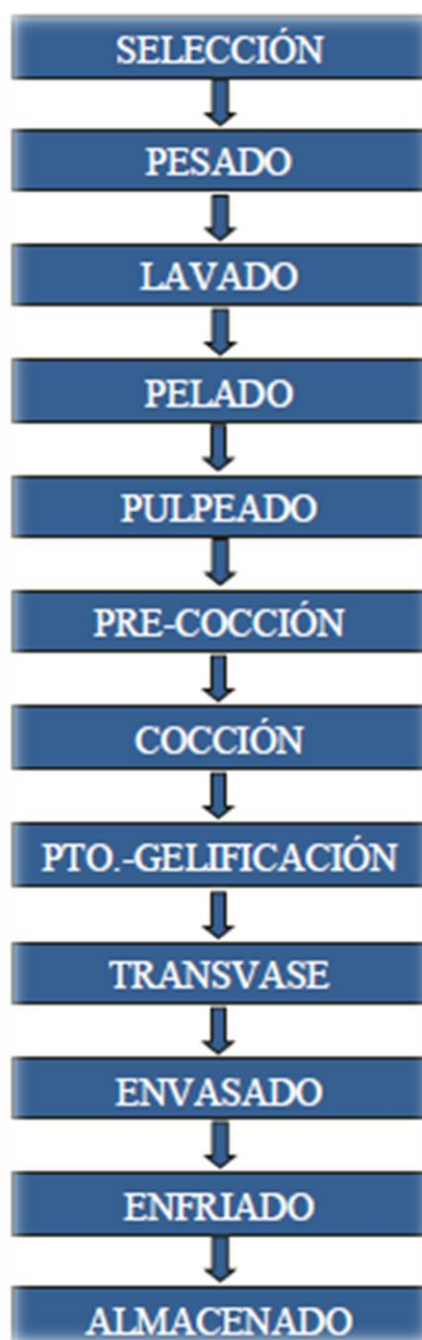 SELECCIÓN
PESADO
LAVADO
PELADO
PULPEADO
PRE-COCCIÓN
COCCIÓN
PTO.-GELIFICACIÓN
TRANSVASE
ENVASADO
ENFRIADO
ALMACENADO